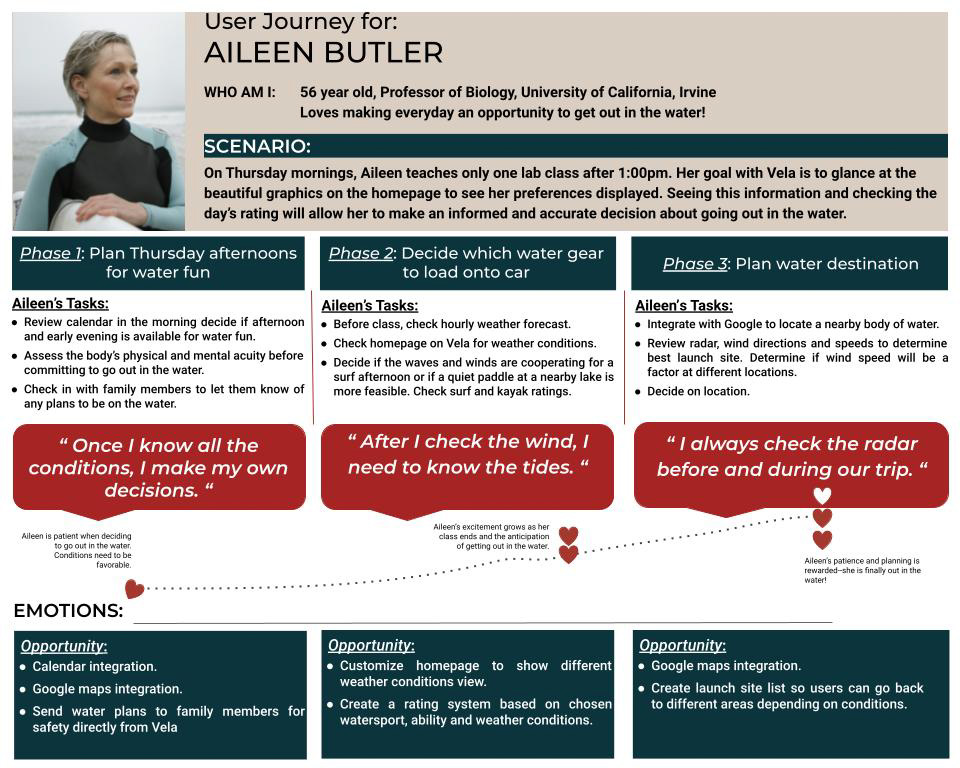 User Journey for:
AILEEN BUTLER
WHO AM I: 56 year old, Professor of Biology, University of California, Irvine
Loves making everyday an opportunity to get out in the water!
SCENARIO:
On Thursday mornings, Aileen teaches only one lab class after 1:00pm. Her goal with Vela is to glance at the
beautiful graphics on the homepage to see her preferences displayed. Seeing this information and checking the
day's rating will allow her to make an informed and accurate decision about going out in the water.
Phase 1: Plan Thursday afternoons
for water fun
Aileen's Tasks:
● Review calendar in the morning decide if afternoon
and early evening is available for water fun.
● Assess the body's physical and mental acuity before
committing to go out in the water.
● Check in with family members to let them know of
any plans to be on the water.
“ Once I know all the
conditions, I make my own
decisions. “
Aileen is patient when deciding
to go out in the water.
Conditions need to be
favorable.
Phase 2: Decide which water gear
to load onto car
Aileen's Tasks:
● Before class, check hourly weather forecast.
● Check homepage on Vela for weather conditions.
● Decide if the waves and winds are cooperating for a
surf afternoon or if a quiet paddle at a nearby lake is
more feasible. Check surf and kayak ratings.
“ After I check the wind, I
need to know the tides. “
Aileen's excitement grows as her
class ends and the anticipation
of getting out in the water.
Phase 3: Plan water destination
Aileen's Tasks:
● Integrate with Google to locate a nearby body of water.
● Review radar, wind directions and speeds to determine
best launch site. Determine if wind speed will be a
factor at different locations.
● Decide on location.
“ I always check the radar
before and during our trip. “
Aileen's patience and planning is
rewarded–she is finally out in the
water!
EMOTIONS:
Opportunity:
● Calendar integration.
● Google maps integration.
● Send water plans to family members for
safety directly from Vela
Opportunity:
● Customize homepage to show different
weather conditions view.
● Create a rating system based on chosen
watersport, ability and weather conditions.
Opportunity:
● Google maps integration.
● Create launch site list so users can go back
to different areas depending on conditions.